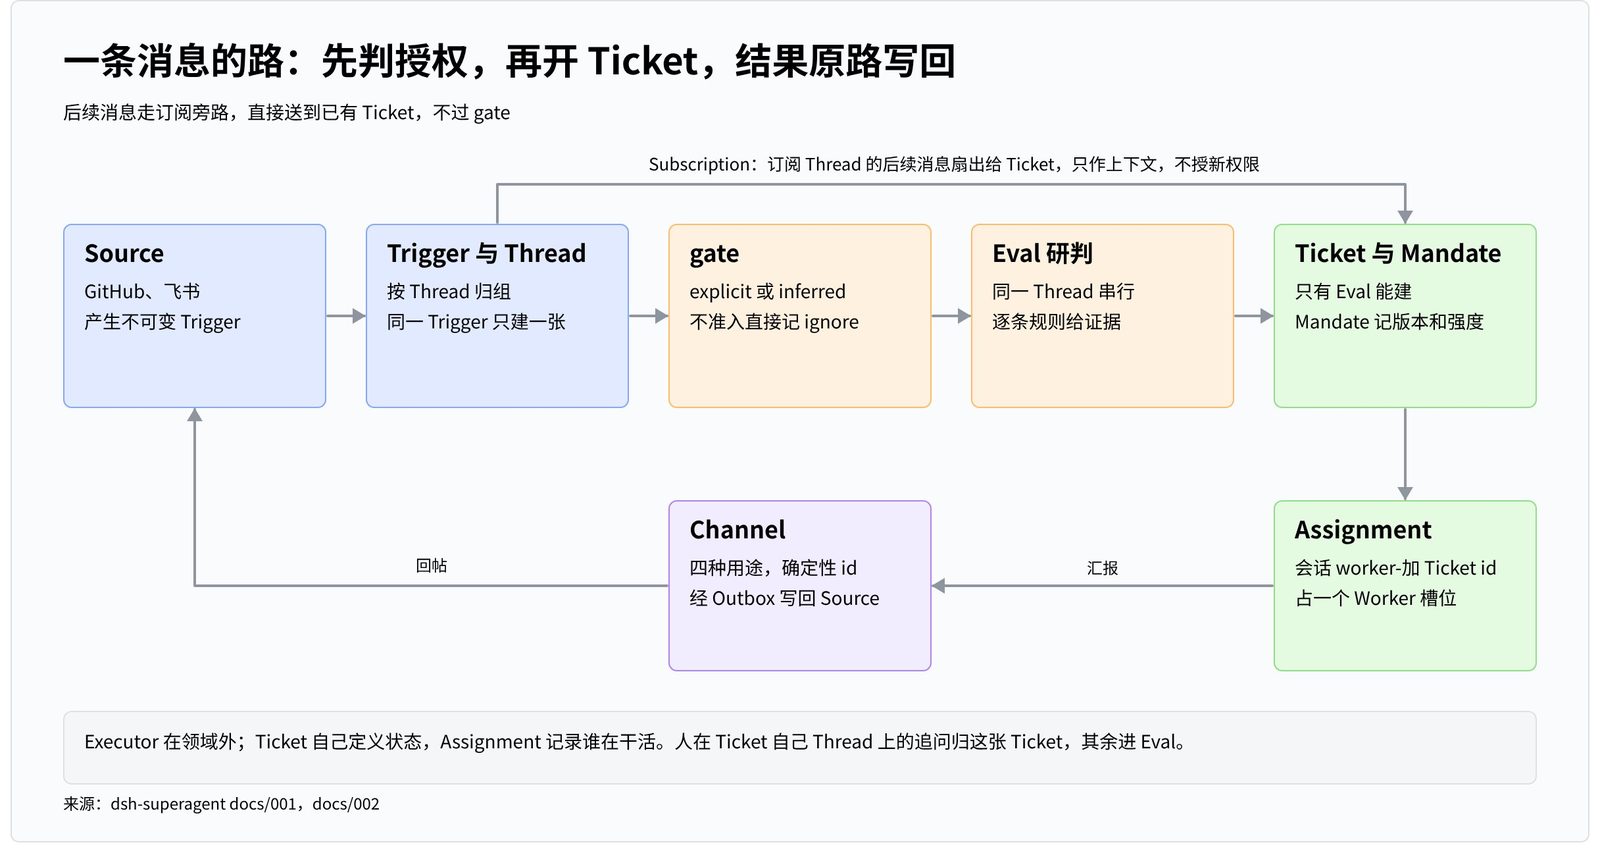 一条消息的路：先判授权，再开 Ticket，结果原路写回
后续消息走订阅旁路，直接送到已有 Ticket，不过 gate
Subscription：订阅 Thread 的后续消息扇出给 Ticket，只作上下文，不授新权限
Source
GitHub、飞书
产生不可变 Trigger
Trigger 与 Thread
按 Thread 归组
同一 Trigger 只建一张
gate
explicit 或 inferred
不准入直接记 ignore
Eval 研判
同一 Thread 串行
逐条规则给证据
Ticket 与 Mandate
只有 Eval 能建
Mandate 记版本和强度
Channel
四种用途，确定性 id
经 Outbox 写回 Source
Assignment
会话 worker-加 Ticket id
占一个 Worker 槽位
回帖
汇报
Executor 在领域外；Ticket 自己定义状态，Assignment 记录谁在干活。人在 Ticket 自己 Thread 上的追问归这张 Ticket，其余进 Eval。
来源：dsh-superagent docs/001，docs/002